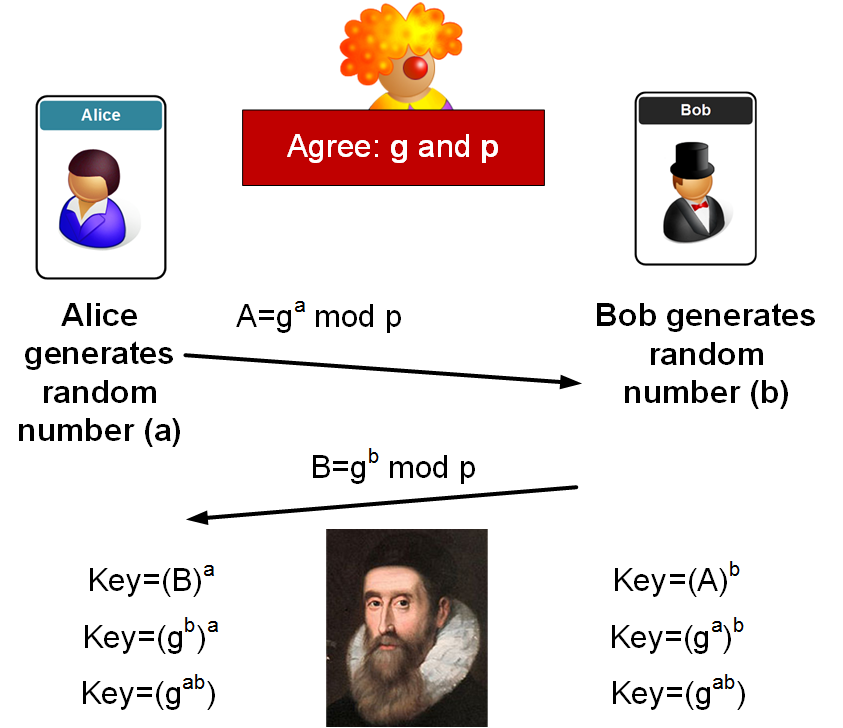 Alice
Agree: g and p
Bob
Alice
generates
random
number (a)
A=gᵃ mod p
Bob generates
random
number (b)
B=gᵇ mod p
Key=(B)ᵃ
Key=(gᵇ)ᵃ
Key=(gᵃᵇ)
Key=(A)ᵇ
Key=(gᵃ)ᵇ
Key=(gᵃᵇ)